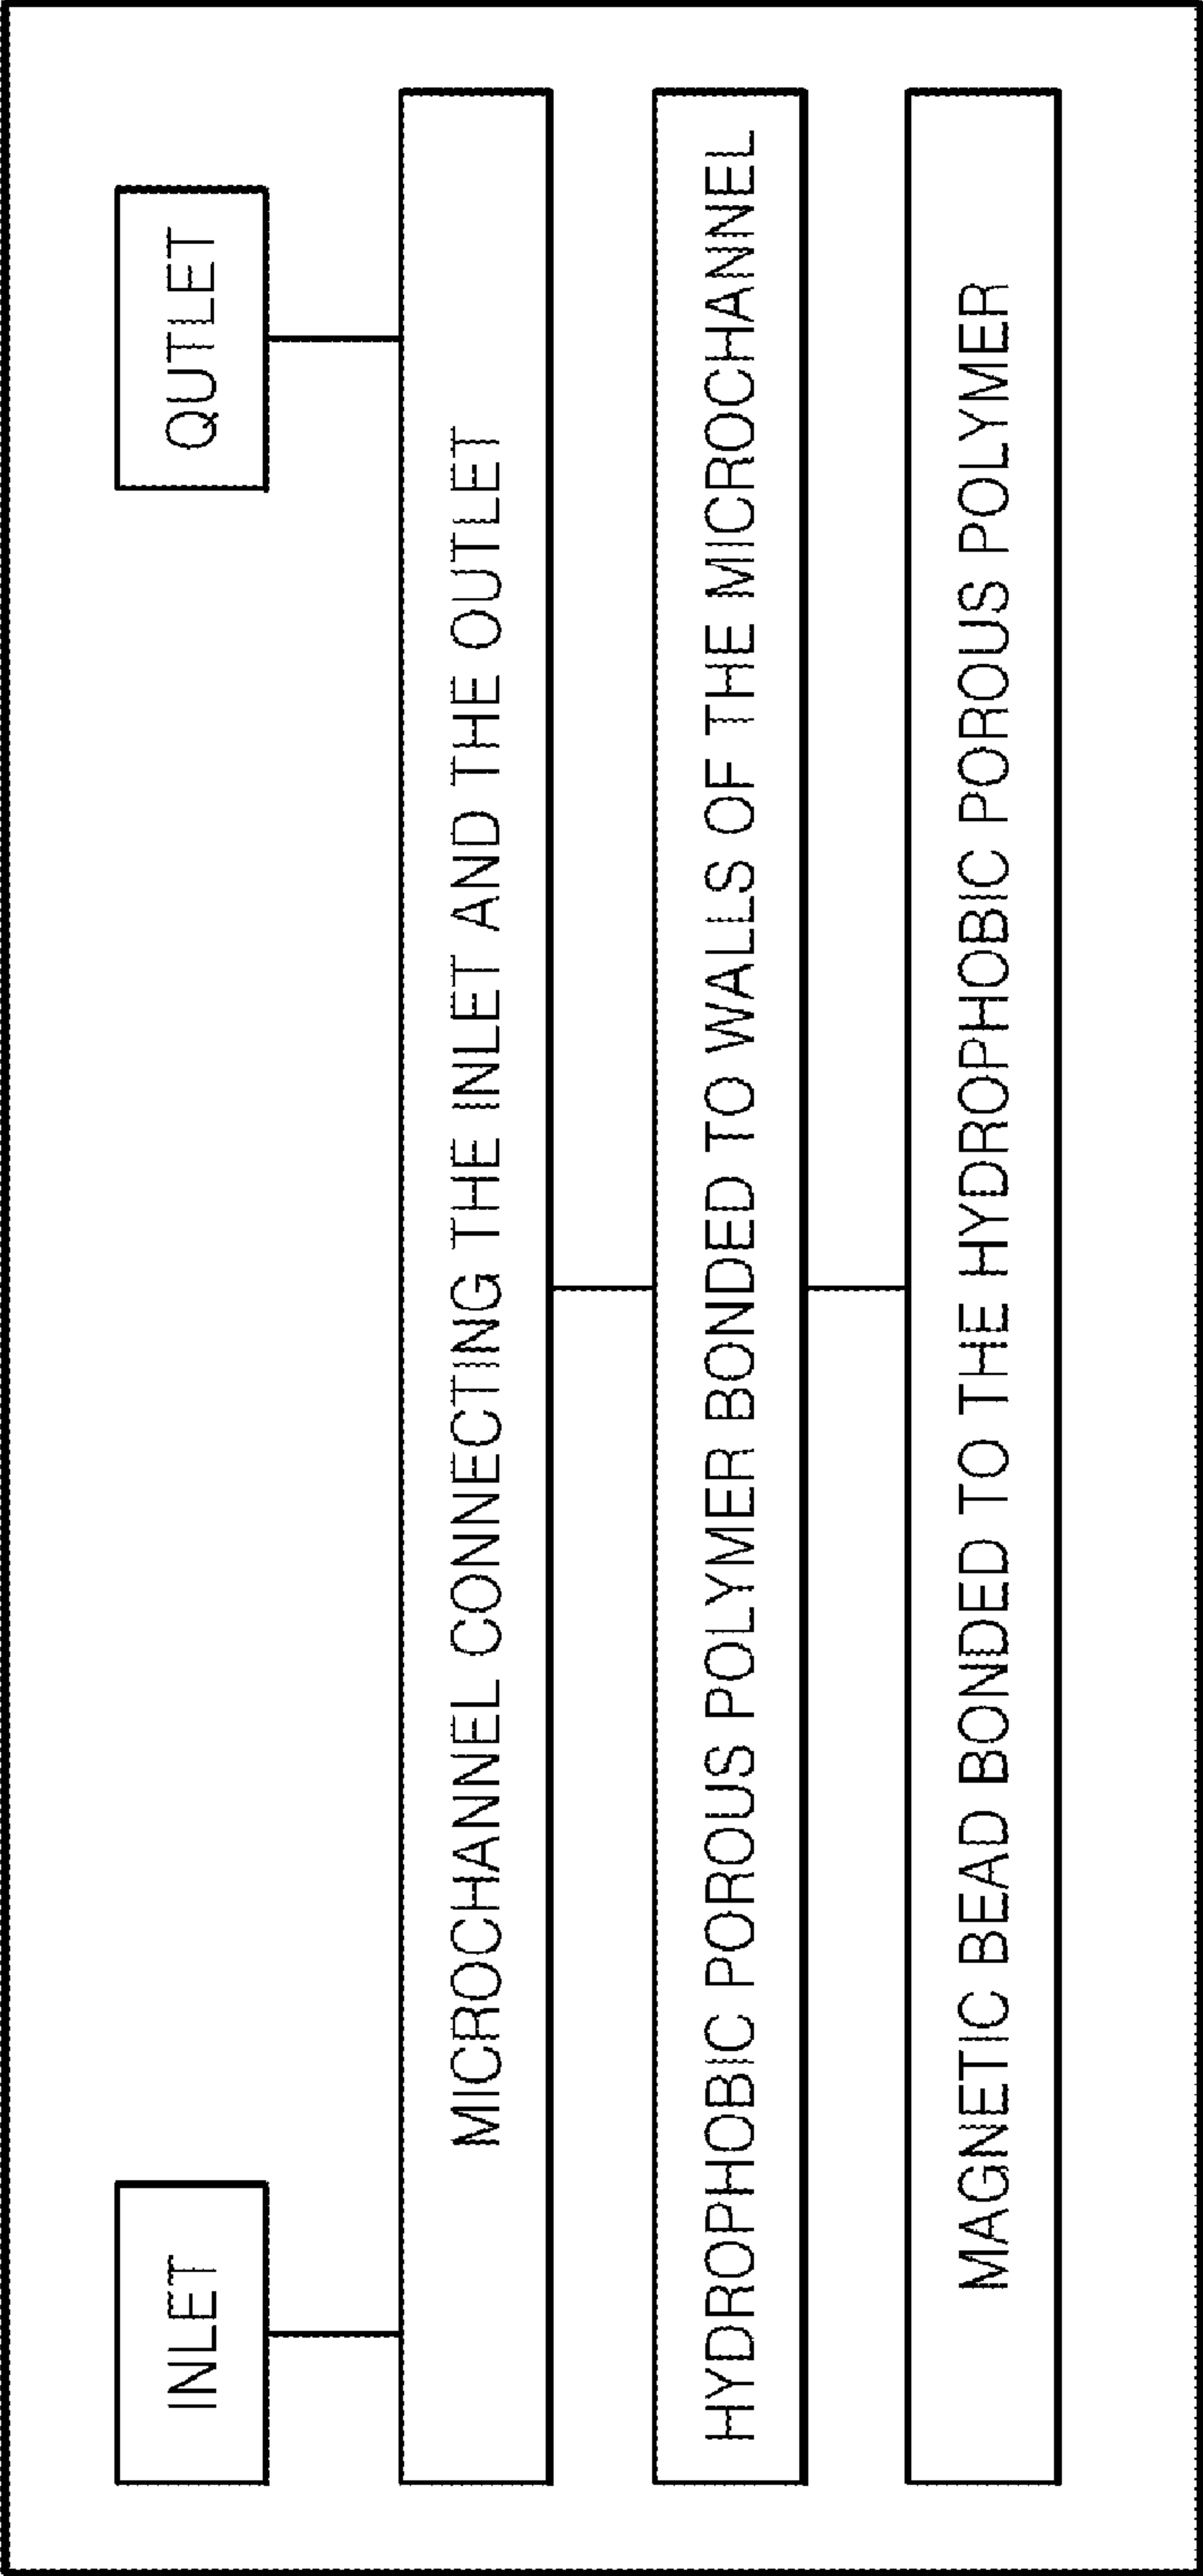 INLET
QUTLET
MICROCHANNEL CONNECTING THE INLET AND THE OUTLET
HYDROPHOBIC POROUS POLYMER BONDED TO WALLS OF THE MICROCHANNEL
MAGNETIC BEAD BONDED TO THE HYDROPHOBIC POROUS POLYMER